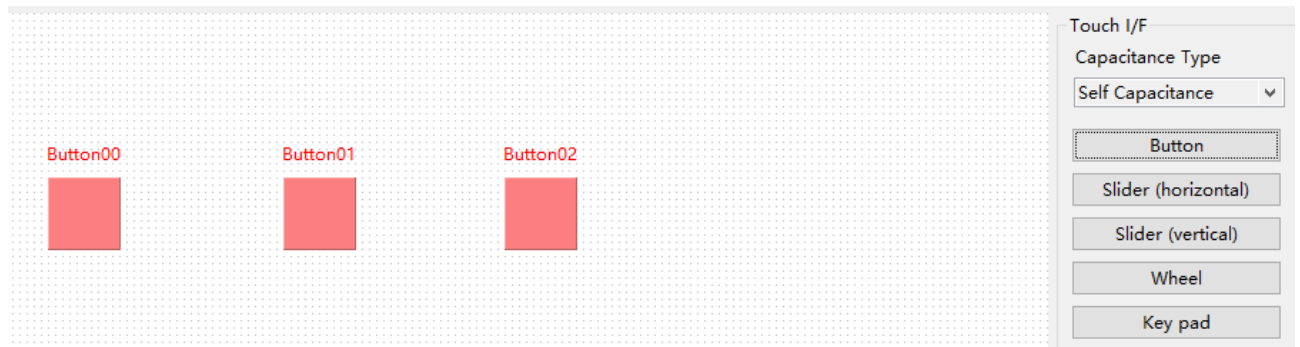 Touch I/F
Capacitance Type
Self Capacitance
Button00 Button01 Button02
Button
Slider (horizontal)
Slider (vertical)
Wheel
Key pad